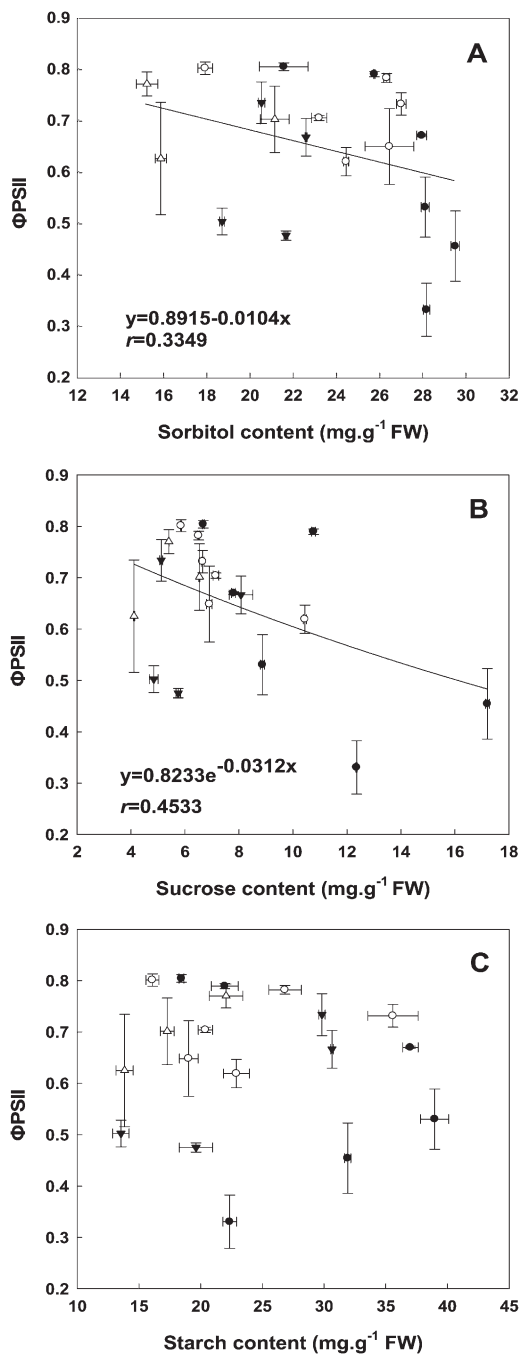 0.9
A
0.8
0.7
0.6
ΦPSII
0.5
0.4
0.3
0.2
y=0.8915-0.0104x
r=0.3349
12 14 16 18 20 22 24 26 28 30 32
Sorbitol content (mg.g-1 FW)
0.9
B
0.8
0.7
0.6
ΦPSII
0.5
0.4
0.3
0.2
y=0.8233e-0.0312x
r=0.4533
2 4 6 8 10 12 14 16 18
Sucrose content (mg.g-1 FW)
0.9
C
0.8
0.7
0.6
ΦPSII
0.5
0.4
0.3
0.2
10 15 20 25 30 35 40 45
Starch content (mg.g-1 FW)